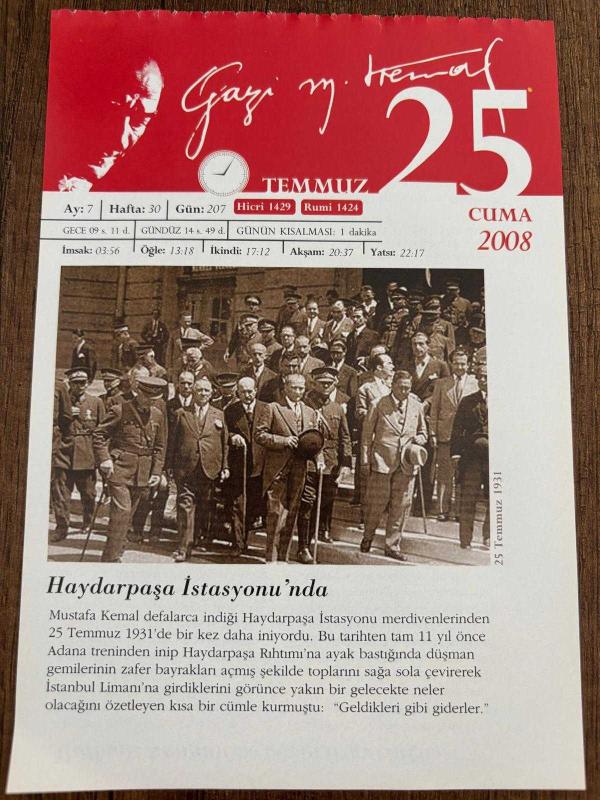 Gazi M. Kemal
25
TEMMUZ
CUMA
2008
Ay: 7 Hafta: 30 Gün: 207 Hicri 1429 Rumi 1424
GECE 09 s. 11 d. GÜNDÜZ 14 s. 49 d. GÜNÜN KISALMASI: 1 dakika
İmsak: 03:56 Öğle: 13:18 İkindi: 17:12 Akşam: 20:37 Yatsı: 22:17
25 Temmuz 1931
Haydarpaşa İstasyonu'nda
Mustafa Kemal defalarca indiği Haydarpaşa İstasyonu merdivenlerinden
25 Temmuz 1931'de bir kez daha iniyordu. Bu tarihten tam 11 yıl önce
Adana treninden inip Haydarpaşa Rıhtımı'na ayak bastığında düşman
gemilerinin zafer bayrakları açmış şekilde toplarını sağa sola çevirerek
İstanbul Limanı'na girdiklerini görünce yakın bir gelecekte neler
olacağını özetleyen kısa bir cümle kurmuştu: "Geldikleri gibi giderler."